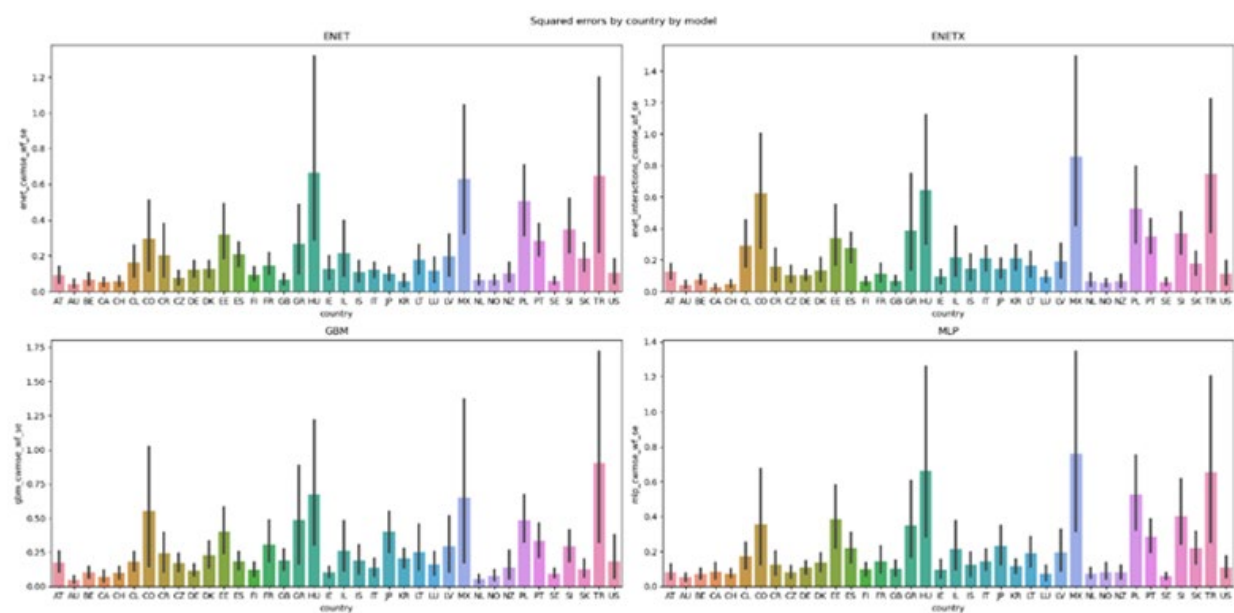 Squared errors by country by model
ENET
ENETX
enet_cwmse_wf_se
1.2
1.0
0.8
0.6
0.4
0.2
0.0
AT AU BE CA CH CL CO CR CZ DE DK EE ES FI FR GB GR HU IE IL IS IT JP KR LT LU LV MX NL NO NZ PL PT SE SI SK TR US
country
enet_interactions_cwmse_wf_se
1.4
1.2
1.0
0.8
0.6
0.4
0.2
0.0
AT AU BE CA CH CL CO CR CZ DE DK EE ES FI FR GB GR HU IE IL IS IT JP KR LT LU LV MX NL NO NZ PL PT SE SI SK TR US
country
GBM
MLP
gbm_cwmse_wf_se
1.75
1.50
1.25
1.00
0.75
0.50
0.25
0.00
AT AU BE CA CH CL CO CR CZ DE DK EE ES FI FR GB GR HU IE IL IS IT JP KR LT LU LV MX NL NO NZ PL PT SE SI SK TR US
country
mlp_cwmse_wf_se
1.4
1.2
1.0
0.8
0.6
0.4
0.2
0.0
AT AU BE CA CH CL CO CR CZ DE DK EE ES FI FR GB GR HU IE IL IS IT JP KR LT LU LV MX NL NO NZ PL PT SE SI SK TR US
country